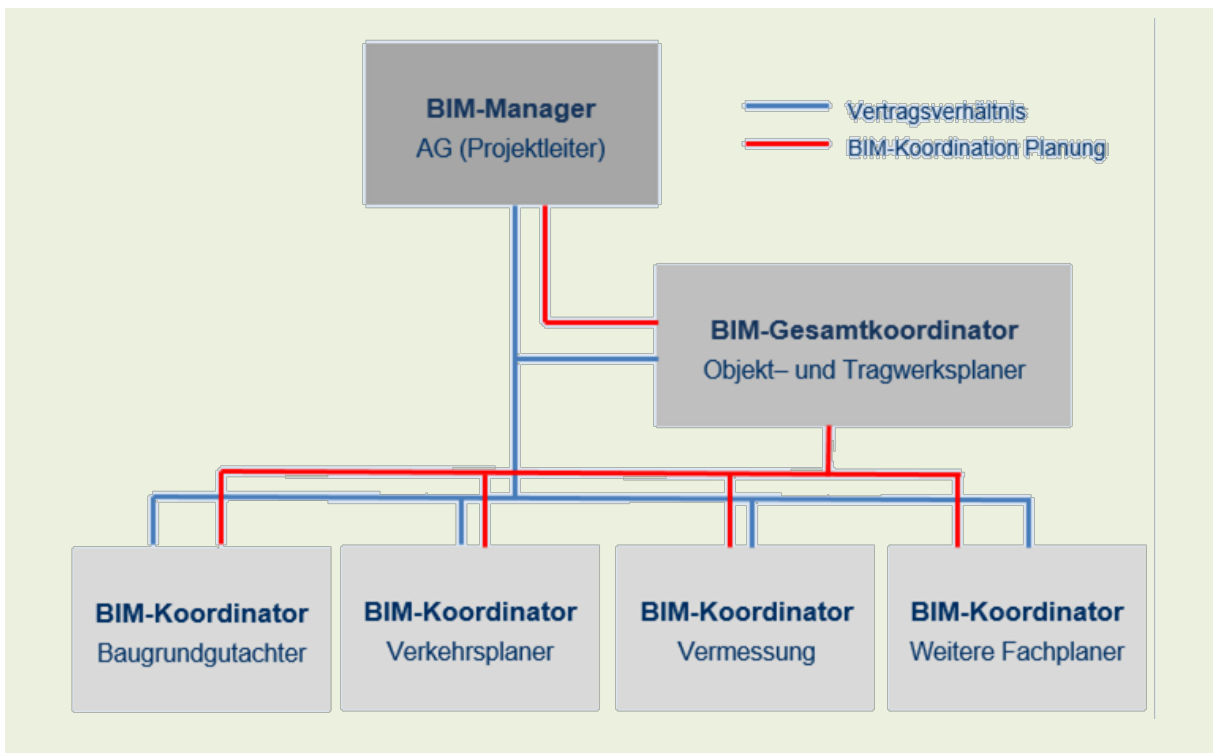 BIM-Manager
AG (Projektleiter)
Vertragsverhältnis
BIM-Koordination Planung
BIM-Gesamtkoordinator
Objekt– und Tragwerksplaner
BIM-Koordinator
Baugrundgutachter
BIM-Koordinator
Verkehrsplaner
BIM-Koordinator
Vermessung
BIM-Koordinator
Weitere Fachplaner